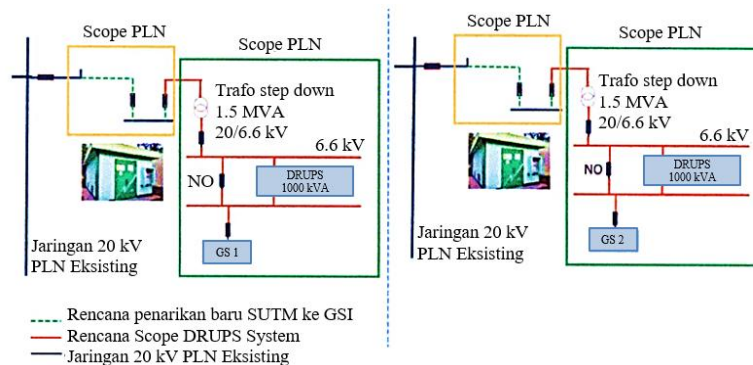 Scope PLN
Scope PLN
Trafo step down
1.5 MVA
20/6.6 kV
6.6 kV
NO
DRUPS
1000 kVA
GS 1
Jaringan 20 kV
PLN Eksisting
Scope PLN
Scope PLN
Trafo step down
1.5 MVA
20/6.6 kV
6.6 kV
NO
DRUPS
1000 kVA
GS 2
Jaringan 20 kV
PLN Eksisting
Rencana penarikan baru SUTM ke GSI
Rencana Scope DRUPS System
Jaringan 20 kV PLN Eksisting